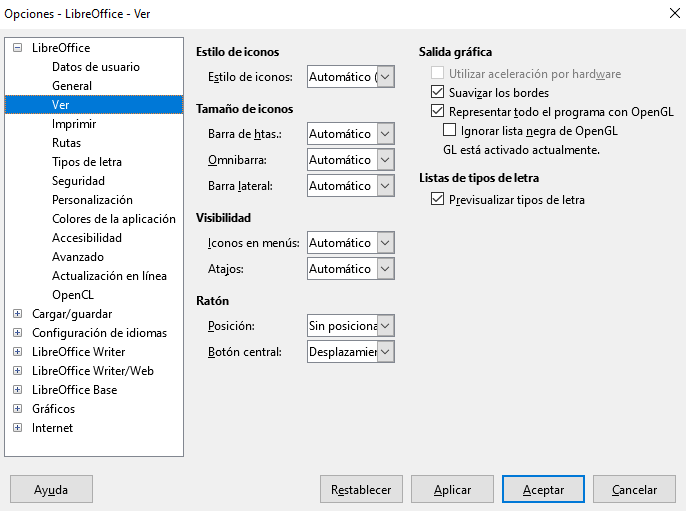 Opciones - LibreOffice - Ver
LibreOffice
Datos de usuario
General
Ver
Imprimir
Rutas
Tipos de letra
Seguridad
Personalización
Colores de la aplicación
Accesibilidad
Avanzado
Actualización en línea
OpenCL
Cargar/guardar
Configuración de idiomas
LibreOffice Writer
LibreOffice Writer/Web
LibreOffice Base
Gráficos
Internet
Estilo de iconos
Estilo de iconos: Automático (
Tamaño de iconos
Barra de htas.: Automático
Omnibarra: Automático
Barra lateral: Automático
Visibilidad
Iconos en menús: Automático
Atajos: Automático
Ratón
Posición: Sin posiciona
Botón central: Desplazamier
Salida gráfica
Utilizar aceleración por hardware
Suavizar los bordes
Representar todo el programa con OpenGL
Ignorar lista negra de OpenGL
GL está activado actualmente.
Listas de tipos de letra
Previsualizar tipos de letra
Ayuda
Restablecer
Aplicar
Aceptar
Cancelar